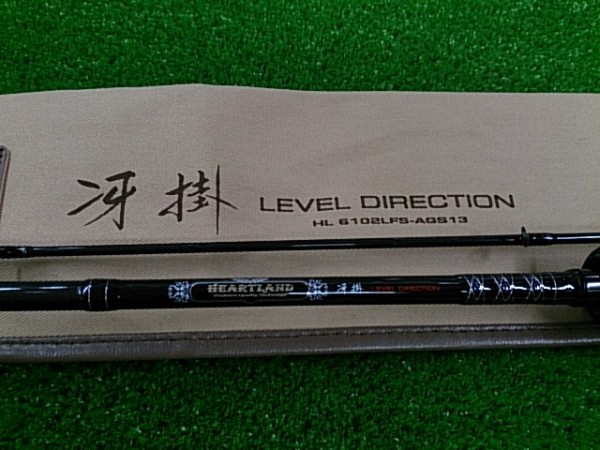 冴掛 LEVEL DIRECTION
HL 6102LFS-AGS13
HEARTLAND 冴掛 LEVEL DIRECTION